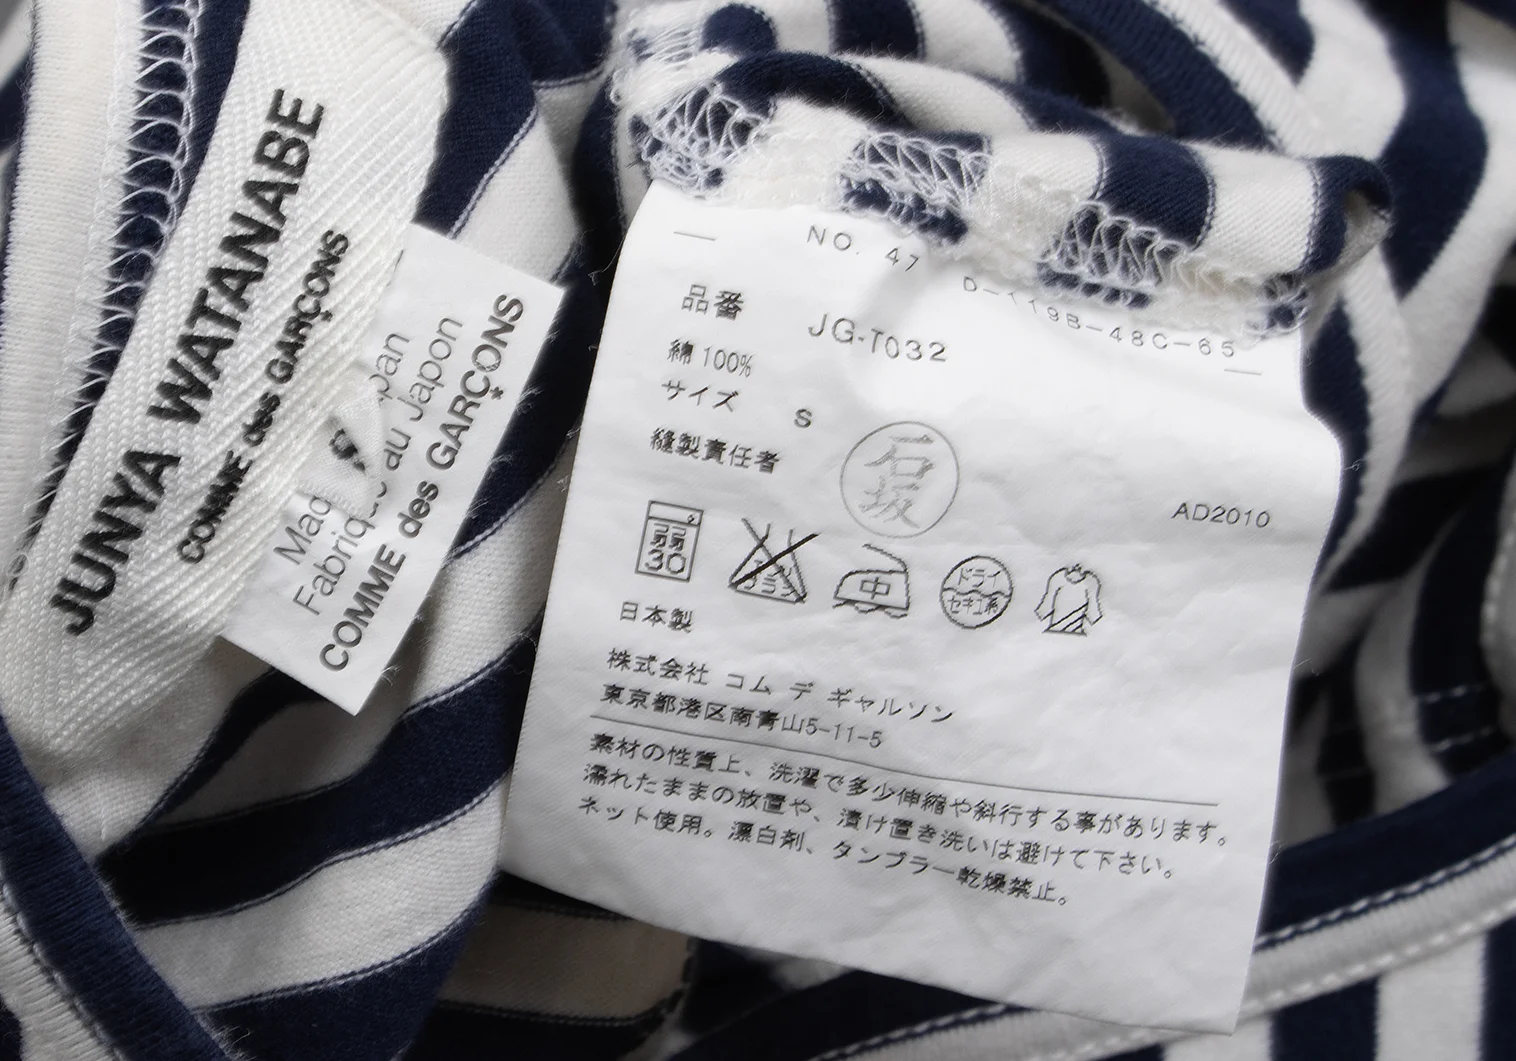 JUNYA WATANABE
COMME des GARÇONS
S
Fabriqué au Japon
COMME des GARÇONS
NO. 47 D-119B-48C-65
品番 JG-T032
綿 100%
サイズ S
縫製責任者 石坂
AD2010
弱
30
中
ドライ
セキユ系
日本製
株式会社 コム デ ギャルソン
東京都港区南青山5-11-5
素材の性質上、洗濯で多少伸縮や斜行する事があります。
濡れたままの放置や、漬け置き洗いは避けて下さい。
ネット使用。漂白剤、タンブラー乾燥禁止。